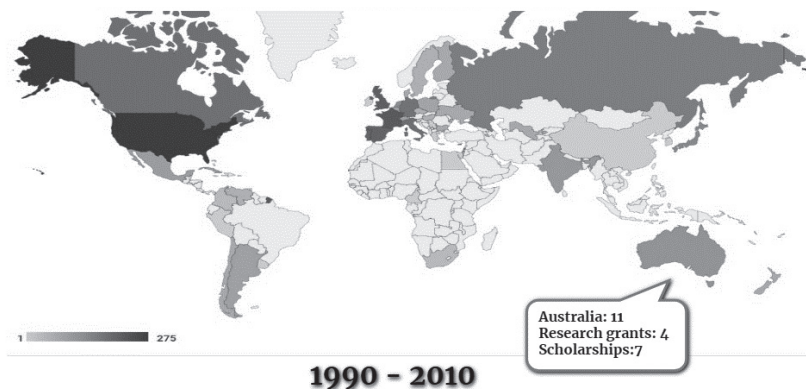 Australia: 11
Research grants: 4
Scholarships:7
1 275
1990 - 2010